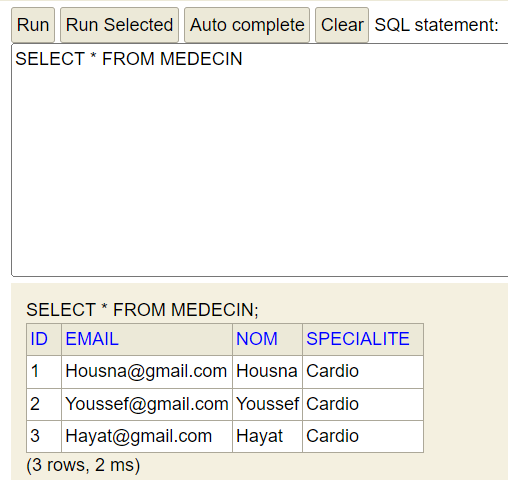 Run Run Selected Auto complete Clear SQL statement:
SELECT * FROM MEDECIN
SELECT * FROM MEDECIN;
ID EMAIL NOM SPECIALITE
1 Housna@gmail.com Housna Cardio
2 Youssef@gmail.com Youssef Cardio
3 Hayat@gmail.com Hayat Cardio
(3 rows, 2 ms)